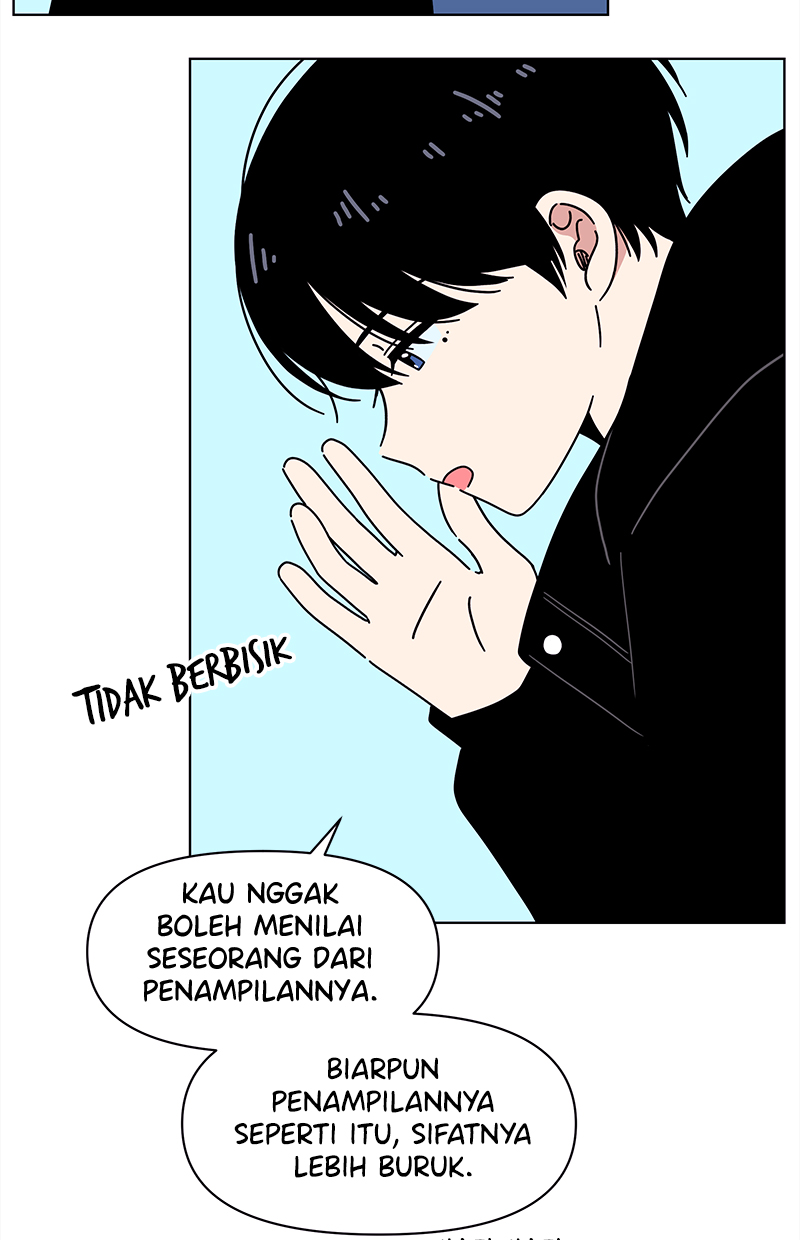 TIDAK BERBISIK
KAU NGGAK
BOLEH MENILAI
SESEORANG DARI
PENAMPILANNYA.
BIARPUN
PENAMPILANNYA
SEPERTI ITU, SIFATNYA
LEBIH BURUK.